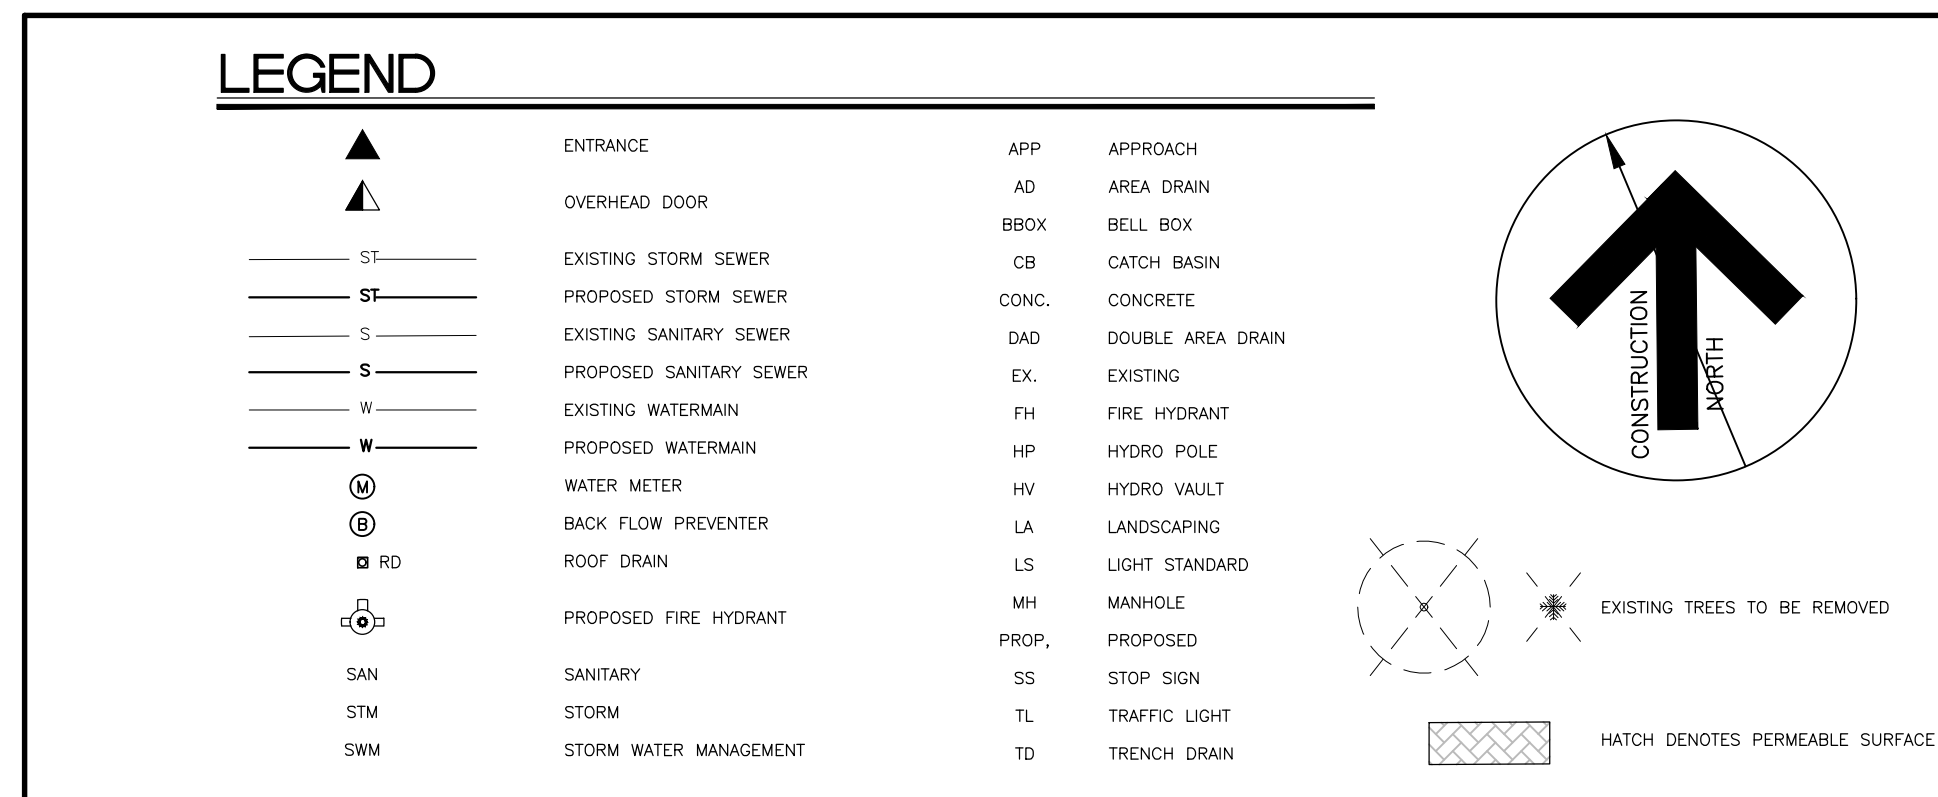 LEGEND
ENTRANCE
OVERHEAD DOOR
ST EXISTING STORM SEWER
ST PROPOSED STORM SEWER
S EXISTING SANITARY SEWER
S PROPOSED SANITARY SEWER
W EXISTING WATERMAIN
W PROPOSED WATERMAIN
M WATER METER
B BACK FLOW PREVENTER
RD ROOF DRAIN
PROPOSED FIRE HYDRANT
SAN SANITARY
STM STORM
SWM STORM WATER MANAGEMENT
APP APPROACH
AD AREA DRAIN
BBOX BELL BOX
CB CATCH BASIN
CONC. CONCRETE
DAD DOUBLE AREA DRAIN
EX. EXISTING
FH FIRE HYDRANT
HP HYDRO POLE
HV HYDRO VAULT
LA LANDSCAPING
LS LIGHT STANDARD
MH MANHOLE
PROP, PROPOSED
SS STOP SIGN
TL TRAFFIC LIGHT
TD TRENCH DRAIN
CONSTRUCTION
NORTH
EXISTING TREES TO BE REMOVED
HATCH DENOTES PERMEABLE SURFACE